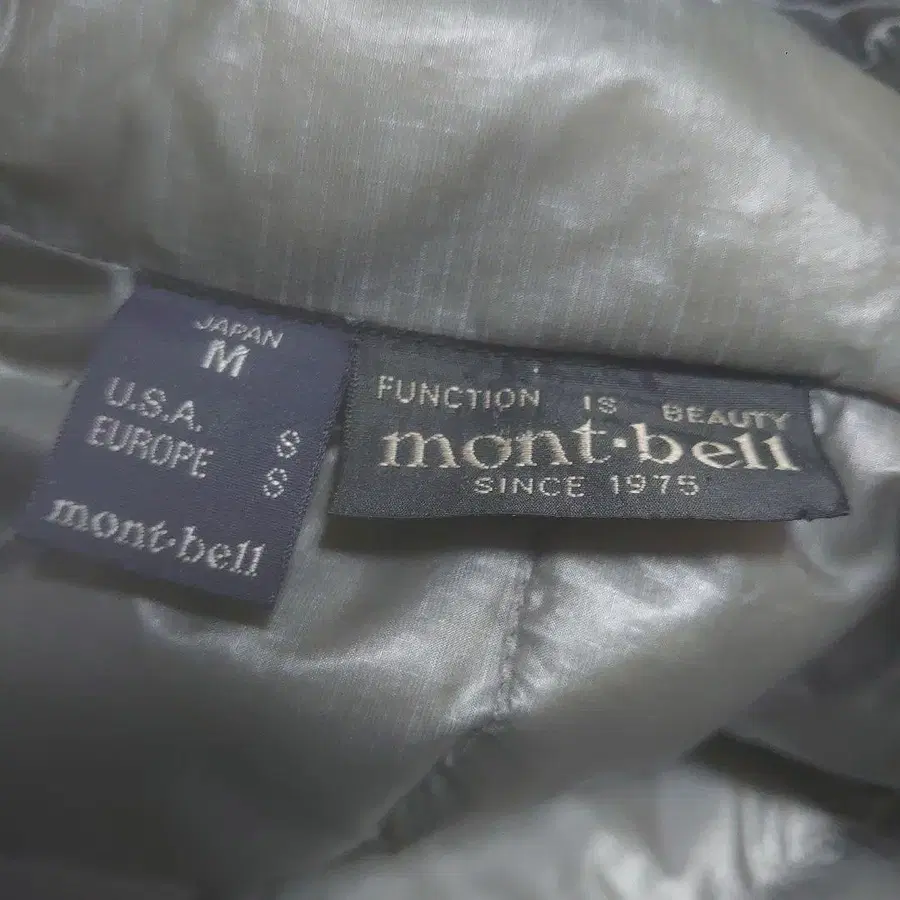 JAPAN
M
U.S.A. S
EUROPE S
mont·bell
FUNCTION IS BEAUTY
mont·bell
SINCE 1975